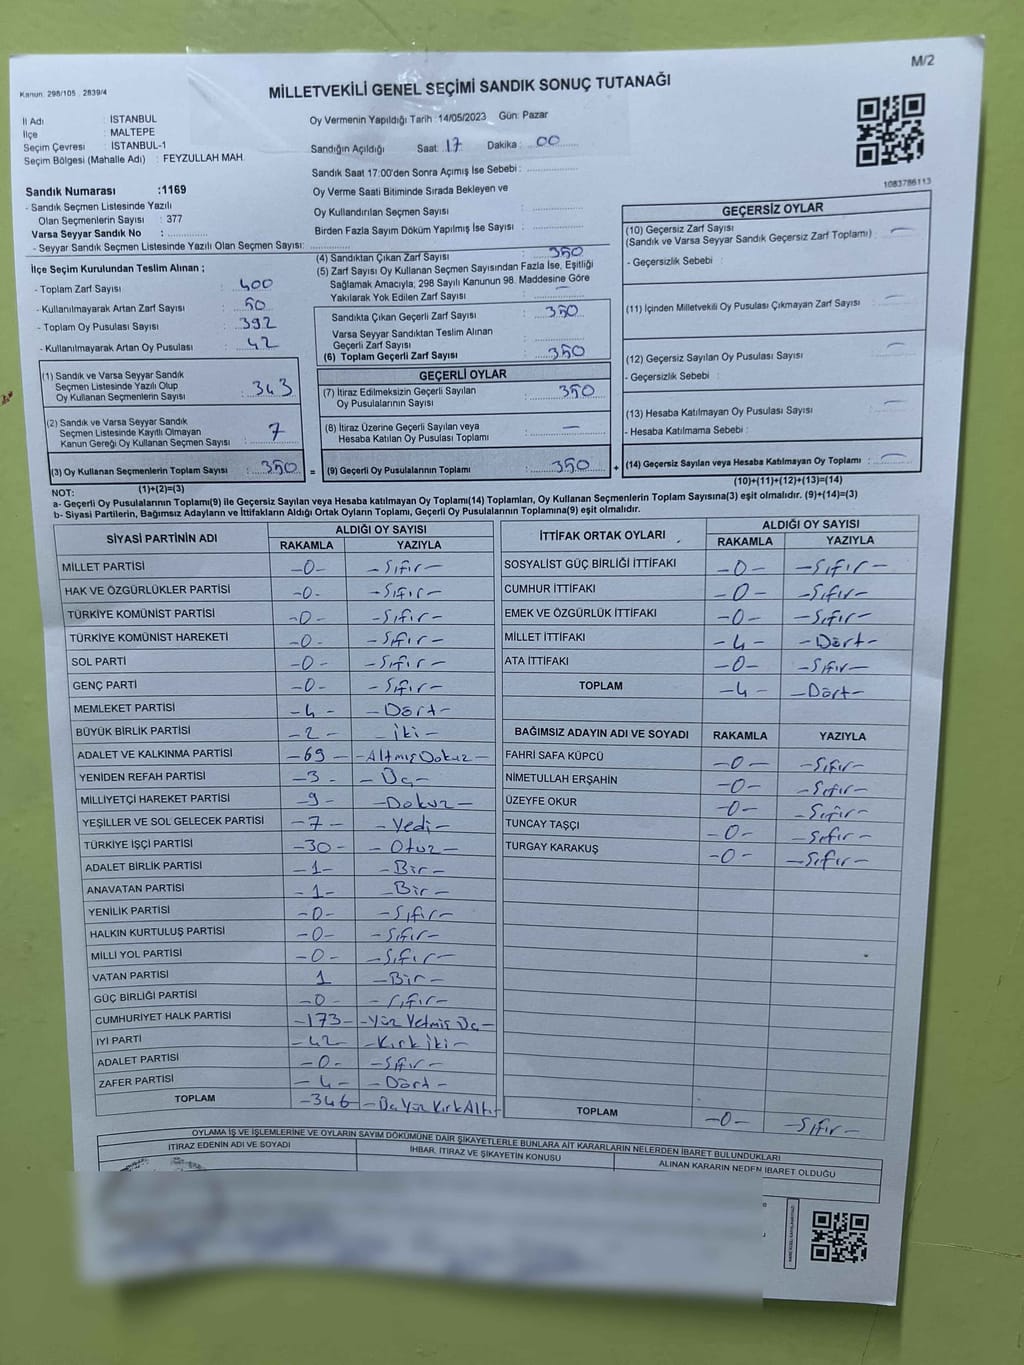 M/2
Kanun: 298/105 , 2839/4
MİLLETVEKİLİ GENEL SEÇİMİ SANDIK SONUÇ TUTANAĞI
İl Adı : İSTANBUL
İlçe : MALTEPE
Seçim Çevresi : İSTANBUL-1
Seçim Bölgesi (Mahalle Adı) : FEYZULLAH MAH.
Oy Vermenin Yapıldığı Tarih :14/05/2023 Gün: Pazar
Sandığın Açıldığı Saat: 17 Dakika : 00
Sandık Saat 17:00'den Sonra Açımış İse Sebebi :
Oy Verme Saati Bitiminde Sırada Bekleyen ve
Oy Kullandırılan Seçmen Sayısı :
Birden Fazla Sayım Döküm Yapılmış İse Sayısı :
1083786113
Sandık Numarası :1169
- Sandık Seçmen Listesinde Yazılı
Olan Seçmenlerin Sayısı : 377
Varsa Seyyar Sandık No :
- Seyyar Sandık Seçmen Listesinde Yazılı Olan Seçmen Sayısı:
İlçe Seçim Kurulundan Teslim Alınan ;
- Toplam Zarf Sayısı : 400
- Kullanılmayarak Artan Zarf Sayısı : 50
- Toplam Oy Pusulası Sayısı : 392
- Kullanılmayarak Artan Oy Pusulası : 42
(1) Sandık ve Varsa Seyyar Sandık
Seçmen Listesinde Yazılı Olup
Oy Kullanan Seçmenlerin Sayısı : 343
(2) Sandık ve Varsa Seyyar Sandık
Seçmen Listesinde Kayıtlı Olmayan
Kanun Gereği Oy Kullanan Seçmen Sayısı : 7
(3) Oy Kullanan Seçmenlerin Toplam Sayısı : 350
(1)+(2)=(3)
(4) Sandıktan Çıkan Zarf Sayısı : 350
(5) Zarf Sayısı Oy Kullanan Seçmen Sayısından Fazla İse, Eşitliği
Sağlamak Amacıyla, 298 Sayılı Kanunun 98. Maddesine Göre
Yakılarak Yok Edilen Zarf Sayısı : —
Sandıkta Çıkan Geçerli Zarf Sayısı : 350
Varsa Seyyar Sandıktan Teslim Alınan
Geçerli Zarf Sayısı :
(6) Toplam Geçerli Zarf Sayısı : 350
GEÇERLİ OYLAR
(7) İtiraz Edilmeksizin Geçerli Sayılan
Oy Pusulalarının Sayısı : 350
(8) İtiraz Üzerine Geçerli Sayılan veya
Hesaba Katılan Oy Pusulası Toplamı : —
= (9) Geçerli Oy Pusulalarının Toplamı : 350 +
GEÇERSİZ OYLAR
(10) Geçersiz Zarf Sayısı
(Sandık ve Varsa Seyyar Sandık Geçersiz Zarf Toplamı) : —
- Geçersizlik Sebebi :
(11) İçinden Milletvekili Oy Pusulası Çıkmayan Zarf Sayısı : —
(12) Geçersiz Sayılan Oy Pusulası Sayısı : —
- Geçersizlik Sebebi :
(13) Hesaba Katılmayan Oy Pusulası Sayısı : —
- Hesaba Katılmama Sebebi :
(14) Geçersiz Sayılan veya Hesaba Katılmayan Oy Toplamı : —
(10)+(11)+(12)+(13)=(14)
NOT:
a- Geçerli Oy Pusulalarının Toplamı(9) ile Geçersiz Sayılan veya Hesaba katılmayan Oy Toplamı(14) Toplamları, Oy Kullanan Seçmenlerin Toplam Sayısına(3) eşit olmalıdır. (9)+(14)=(3)
b- Siyasi Partilerin, Bağımsız Adayların ve İttifakların Aldığı Ortak Oyların Toplamı, Geçerli Oy Pusulalarının Toplamına(9) eşit olmalıdır.
SİYASİ PARTİNİN ADI ALDIĞI OY SAYISI
RAKAMLA YAZIYLA
MİLLET PARTİSİ -0- -Sıfır-
HAK VE ÖZGÜRLÜKLER PARTİSİ -0- -Sıfır-
TÜRKİYE KOMÜNİST PARTİSİ -0- -Sıfır-
TÜRKİYE KOMÜNİST HAREKETİ -0- -Sıfır-
SOL PARTİ -0- -Sıfır-
GENÇ PARTİ -0- -Sıfır-
MEMLEKET PARTİSİ -4- -Dört-
BÜYÜK BİRLİK PARTİSİ -2- -İki-
ADALET VE KALKINMA PARTİSİ -69- -Altmış Dokuz-
YENİDEN REFAH PARTİSİ -3- -Üç-
MİLLİYETÇİ HAREKET PARTİSİ -9- -Dokuz-
YEŞİLLER VE SOL GELECEK PARTİSİ -7- -Yedi-
TÜRKİYE İŞÇİ PARTİSİ -30- -Otuz-
ADALET BİRLİK PARTİSİ -1- -Bir-
ANAVATAN PARTİSİ -1- -Bir-
YENİLİK PARTİSİ -0- -Sıfır-
HALKIN KURTULUŞ PARTİSİ -0- -Sıfır-
MİLLİ YOL PARTİSİ -0- -Sıfır-
VATAN PARTİSİ 1 -Bir-
GÜÇ BİRLİĞİ PARTİSİ -0- -Sıfır-
CUMHURİYET HALK PARTİSİ -173- -Yüz Yetmiş Üç-
İYİ PARTİ -42- -Kırk İki-
ADALET PARTİSİ -0- -Sıfır-
ZAFER PARTİSİ -4- -Dört-
TOPLAM -346- -Üç Yüz Kırk Altı
İTTİFAK ORTAK OYLARI ALDIĞI OY SAYISI
RAKAMLA YAZIYLA
SOSYALİST GÜÇ BİRLİĞİ İTTİFAKI -0- -Sıfır-
CUMHUR İTTİFAKI -0- -Sıfır-
EMEK VE ÖZGÜRLÜK İTTİFAKI -0- -Sıfır-
MİLLET İTTİFAKI -4- -Dört-
ATA İTTİFAKI -0- -Sıfır-
TOPLAM -4- -Dört-
BAĞIMSIZ ADAYIN ADI VE SOYADI RAKAMLA YAZIYLA
FAHRİ SAFA KÜPCÜ -0- -Sıfır-
NİMETULLAH ERŞAHİN -0- -Sıfır-
ÜZEYFE OKUR -0- -Sıfır-
TUNCAY TAŞÇI -0- -Sıfır-
TURGAY KARAKUŞ -0- -Sıfır-
TOPLAM -0- -Sıfır-
OYLAMA İŞ VE İŞLEMLERİNE VE OYLARIN SAYIM DÖKÜMÜNE DAİR ŞİKAYETLERLE BUNLARA AİT KARARLARIN NELERDEN İBARET BULUNDUKLARI
İTİRAZ EDENİN ADI VE SOYADI İHBAR, İTİRAZ VE ŞİKAYETİN KONUSU ALINAN KARARIN NEDEN İBARET OLDUĞU